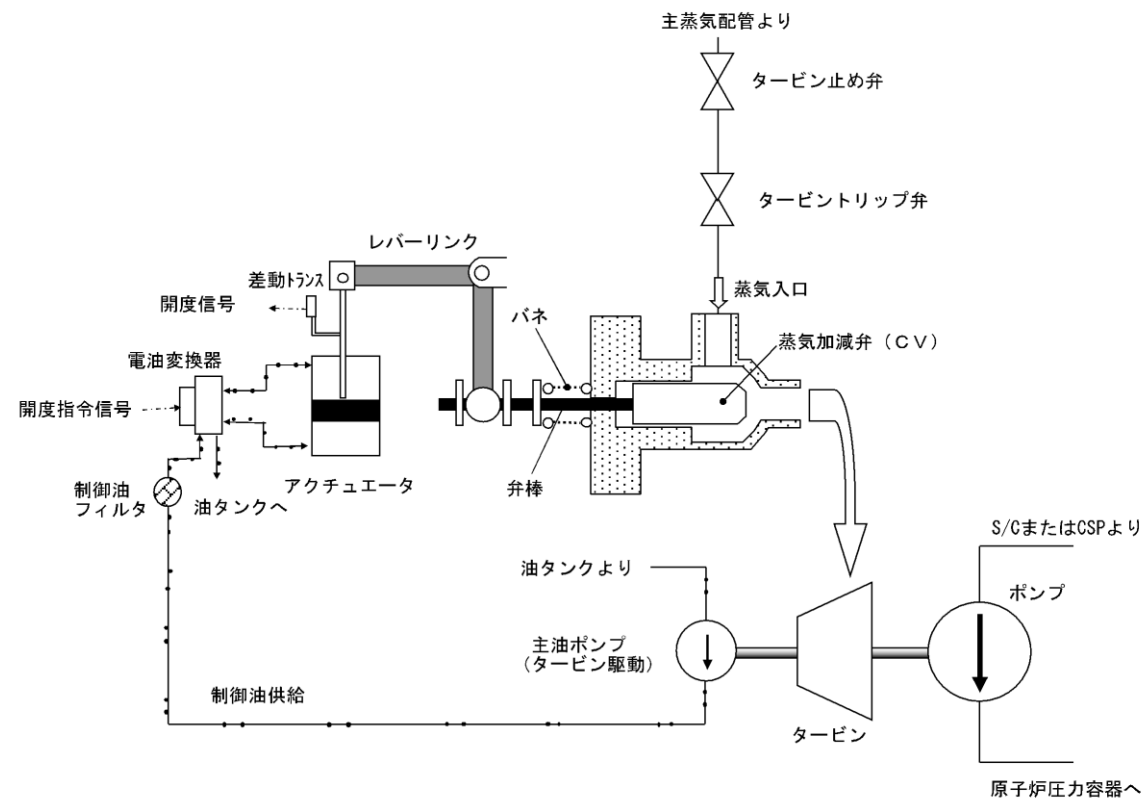 主蒸気配管より
タービン止め弁
タービントリップ弁
レバーリンク
差動トランス
開度信号
蒸気入口
バネ
蒸気加減弁(CV)
電油変換器
開度指令信号
アクチュエータ
弁棒
制御油
フィルタ
油タンクへ
S/CまたはCSPより
油タンクより
ポンプ
主油ポンプ
(タービン駆動)
制御油供給
タービン
原子炉圧力容器へ